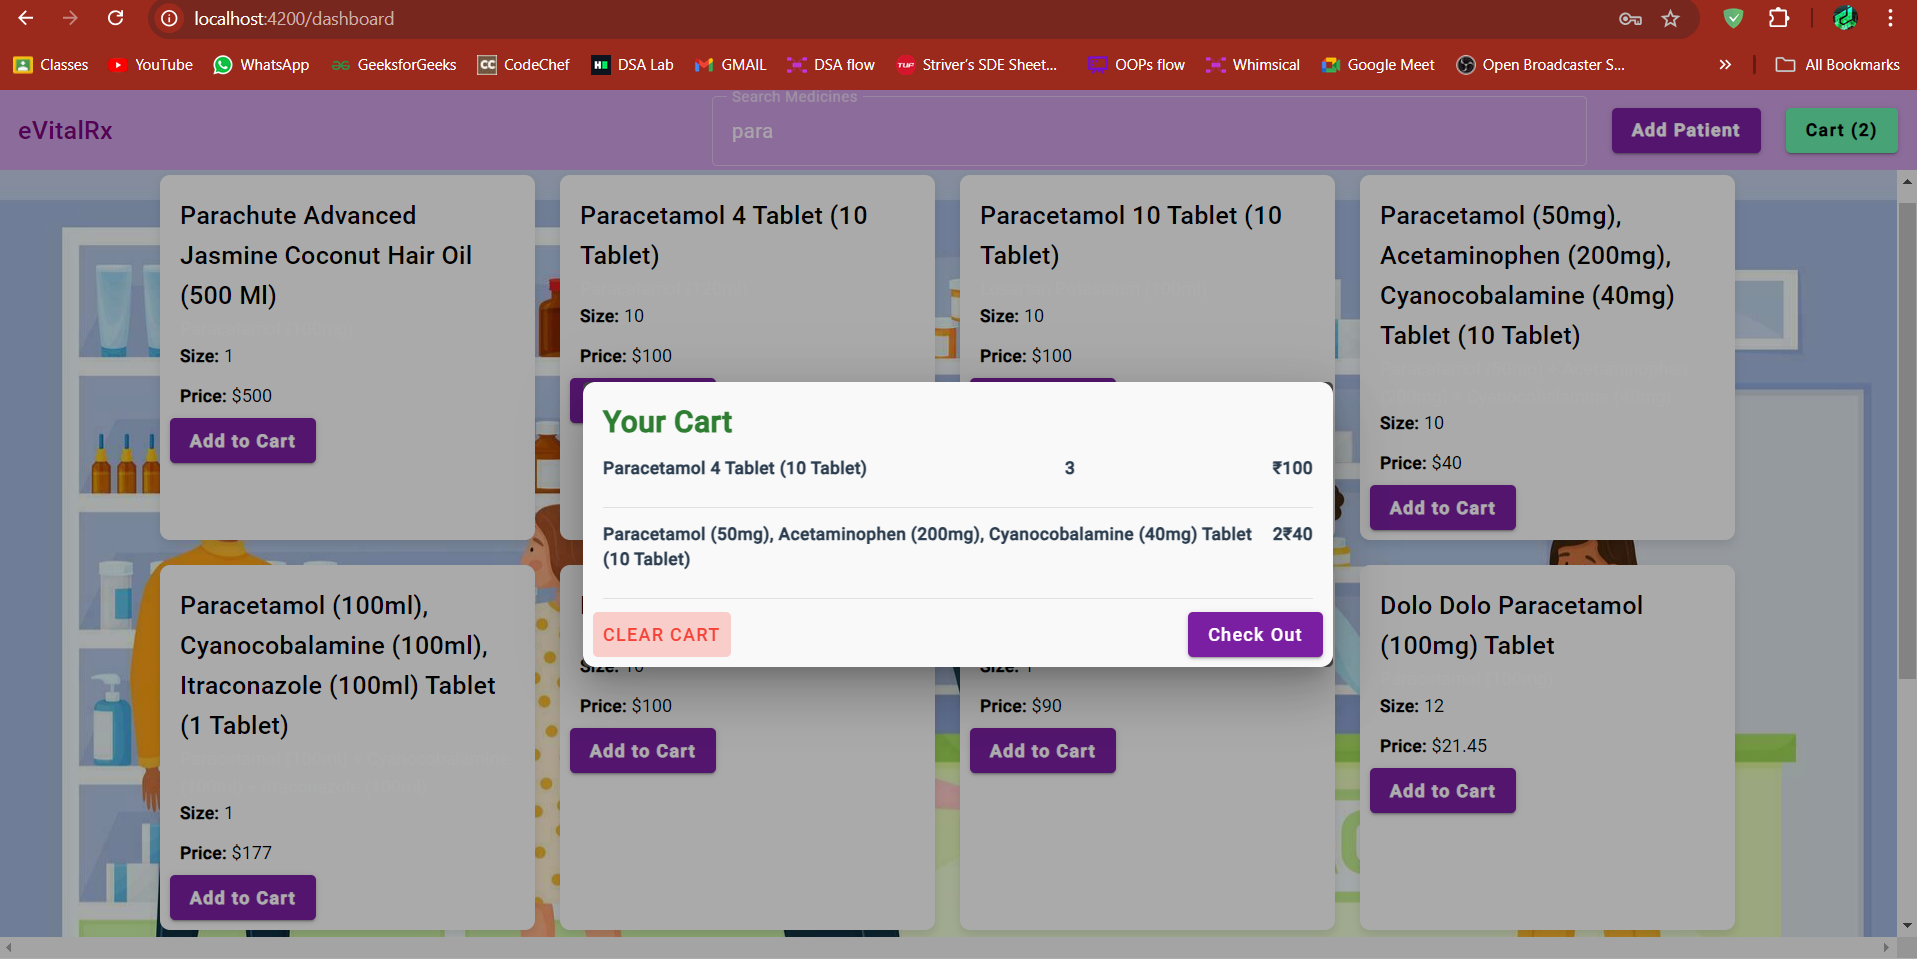 localhost:4200/dashboard
Classes YouTube WhatsApp GeeksforGeeks CodeChef DSA Lab GMAIL DSA flow Striver's SDE Sheet... OOPs flow Whimsical Google Meet Open Broadcaster S... » All Bookmarks
eVitalRx
Search Medicines
para
Add Patient
Cart (2)
Parachute Advanced
Jasmine Coconut Hair Oil
(500 Ml)
Size: 1
Price: $500
Add to Cart
Paracetamol 4 Tablet (10
Tablet)
Size: 10
Price: $100
Paracetamol 10 Tablet (10
Tablet)
Size: 10
Price: $100
Paracetamol (50mg),
Acetaminophen (200mg),
Cyanocobalamine (40mg)
Tablet (10 Tablet)
Size: 10
Price: $40
Add to Cart
Your Cart
Paracetamol 4 Tablet (10 Tablet) 3 ₹100
Paracetamol (50mg), Acetaminophen (200mg), Cyanocobalamine (40mg) Tablet 2₹40
(10 Tablet)
CLEAR CART
Check Out
Paracetamol (100ml),
Cyanocobalamine (100ml),
Itraconazole (100ml) Tablet
(1 Tablet)
Size: 1
Price: $177
Add to Cart
Size: 10
Price: $100
Add to Cart
Size: 1
Price: $90
Add to Cart
Dolo Dolo Paracetamol
(100mg) Tablet
Size: 12
Price: $21.45
Add to Cart